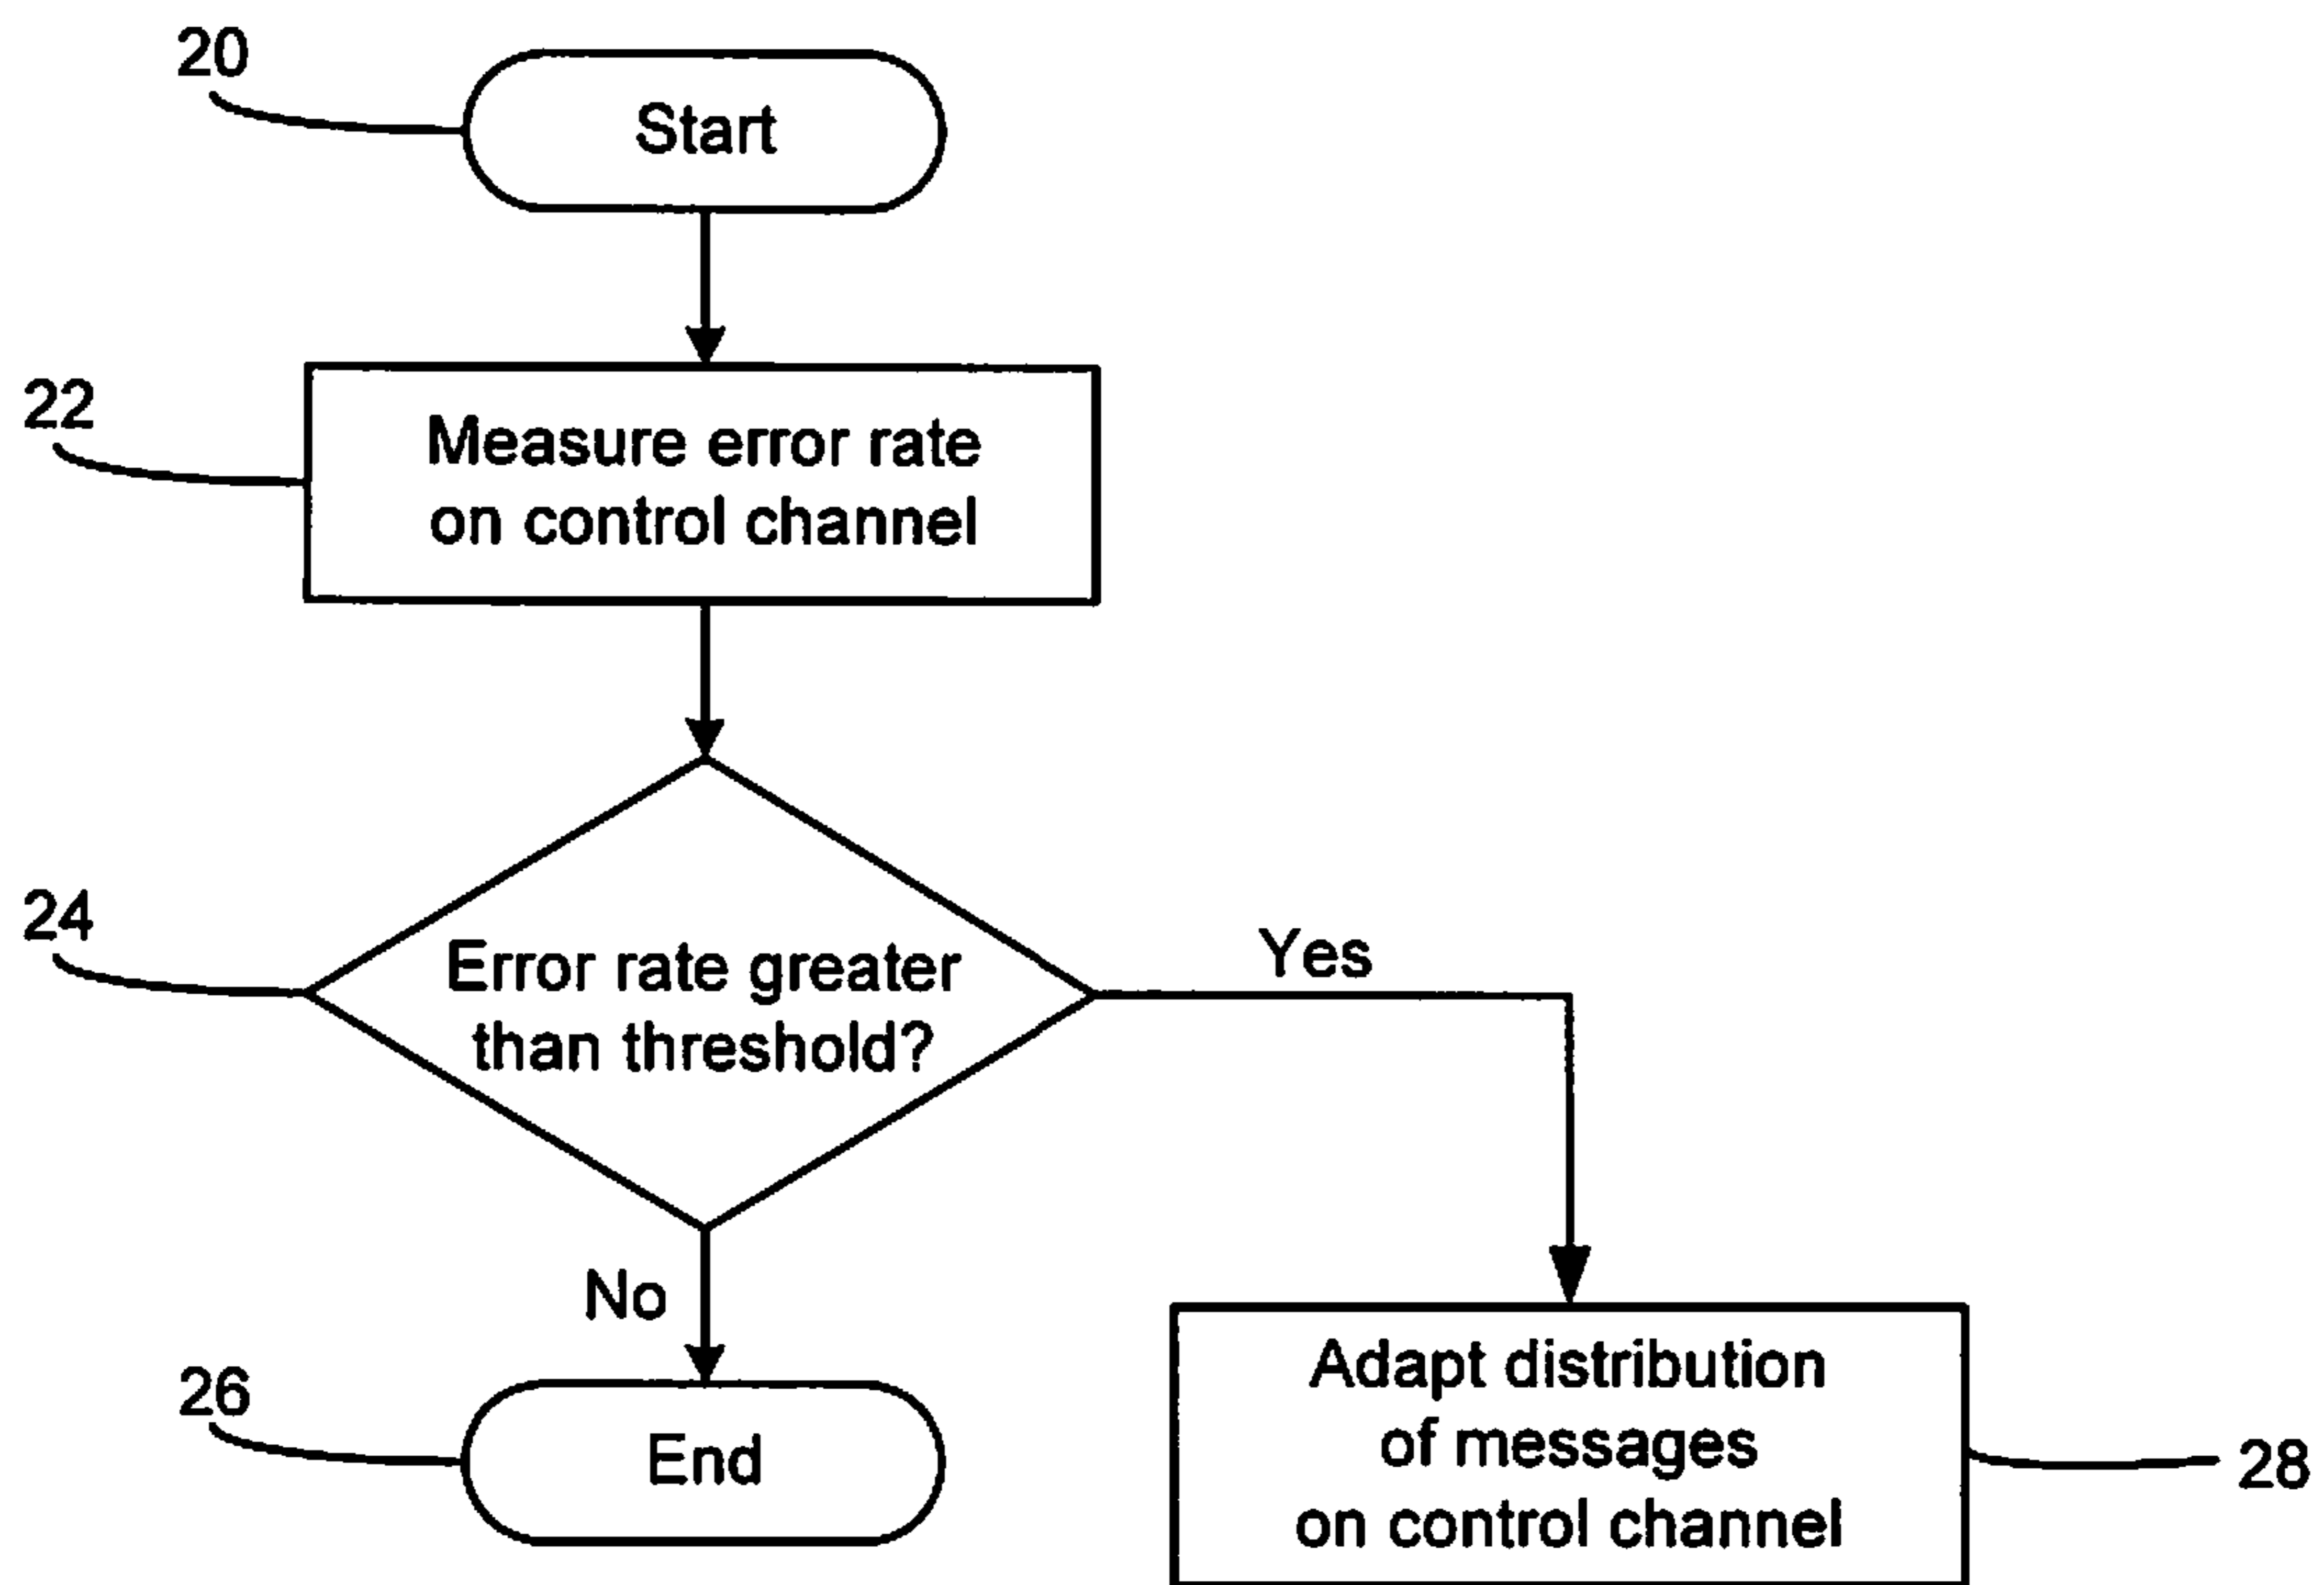 20
Start
22
Measure error rate
on control channel
24
Error rate greater
than threshold?
Yes
No
26
End
Adapt distribution
of messages
on control channel
28